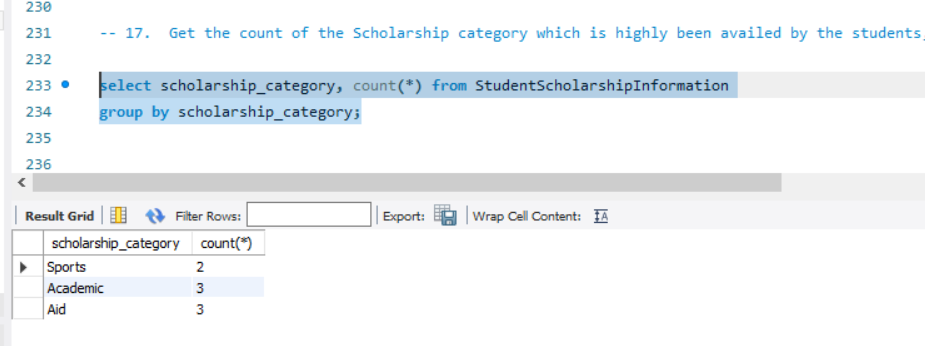 230
231 -- 17. Get the count of the Scholarship category which is highly been availed by the students,
232
233 select scholarship_category, count(*) from StudentScholarshipInformation
234 group by scholarship_category;
235
236
Result Grid Filter Rows: Export: Wrap Cell Content: IA
scholarship_category count(*)
Sports 2
Academic 3
Aid 3